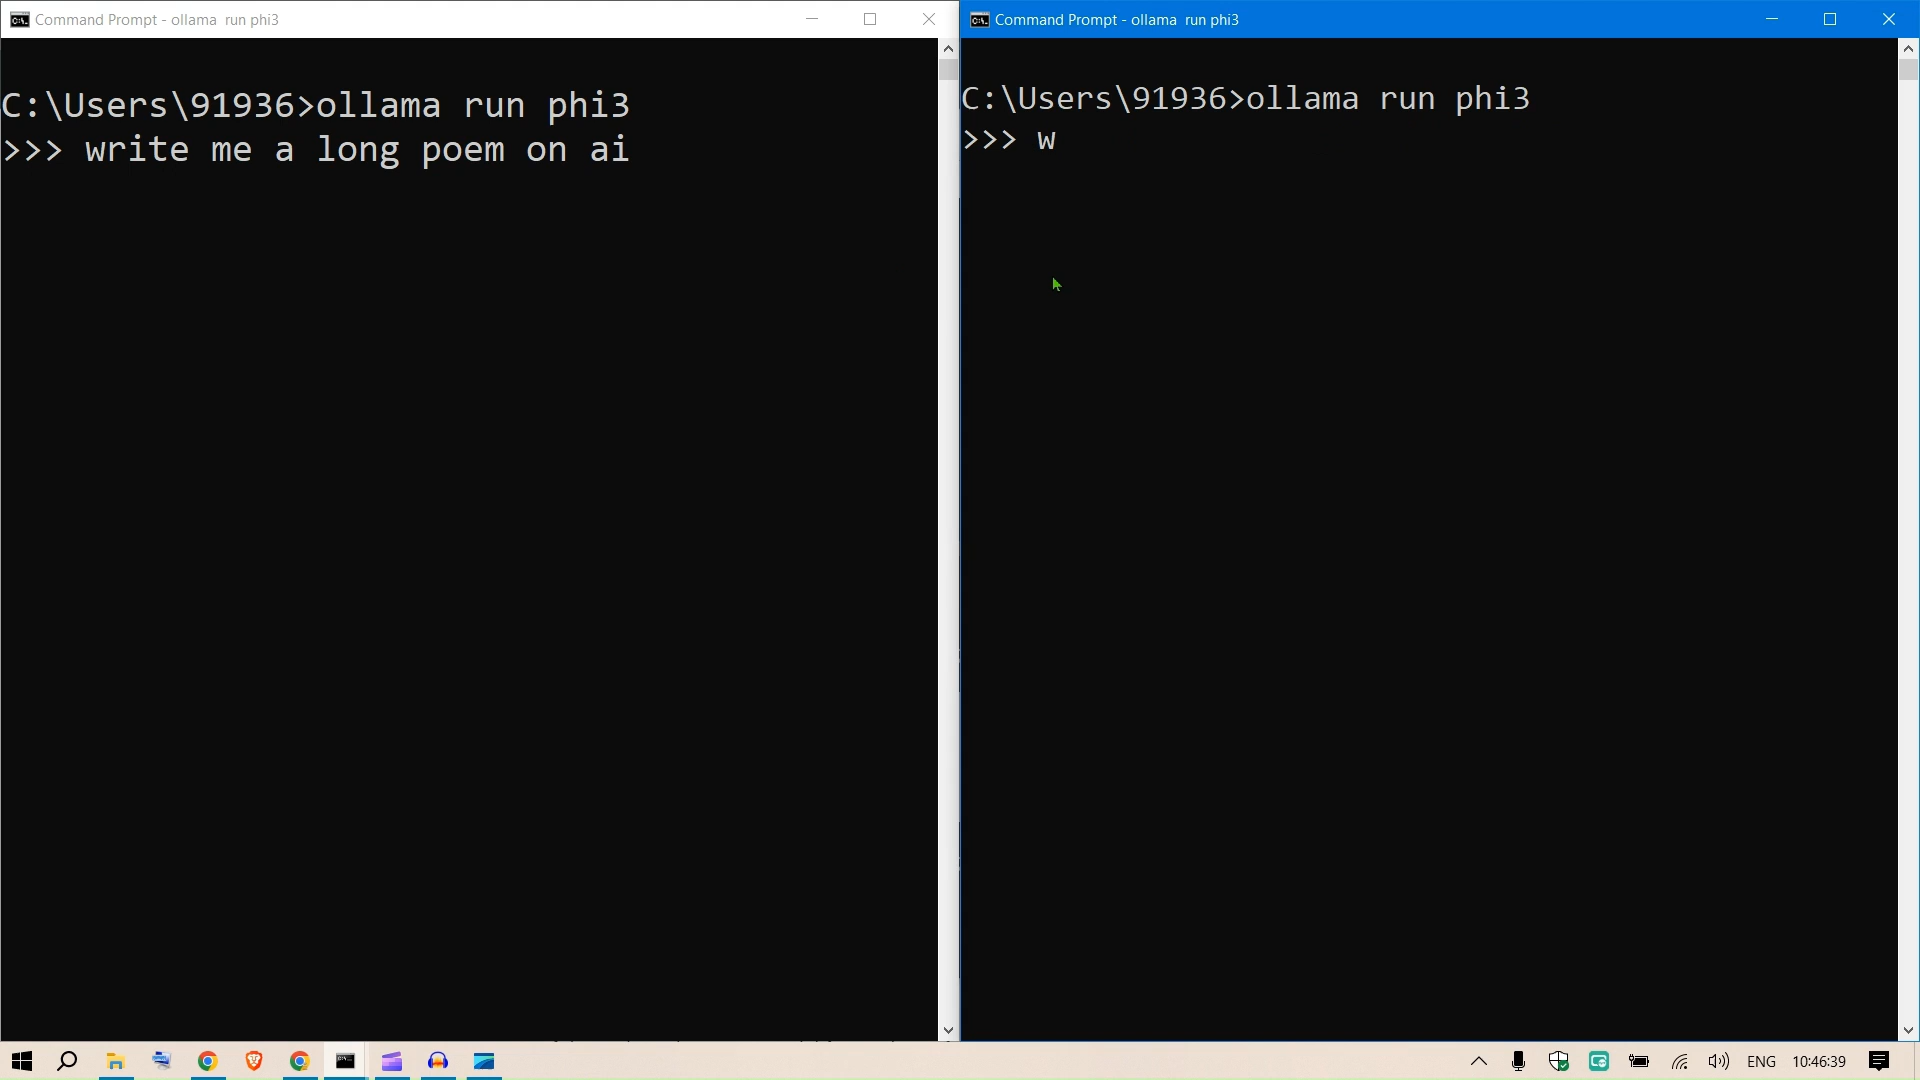 Command Prompt - ollama  run phi3
C:\Users\91936>ollama run phi3
>>> write me a long poem on ai
Command Prompt - ollama  run phi3
C:\Users\91936>ollama run phi3
>>> w
ENG 10:46:39